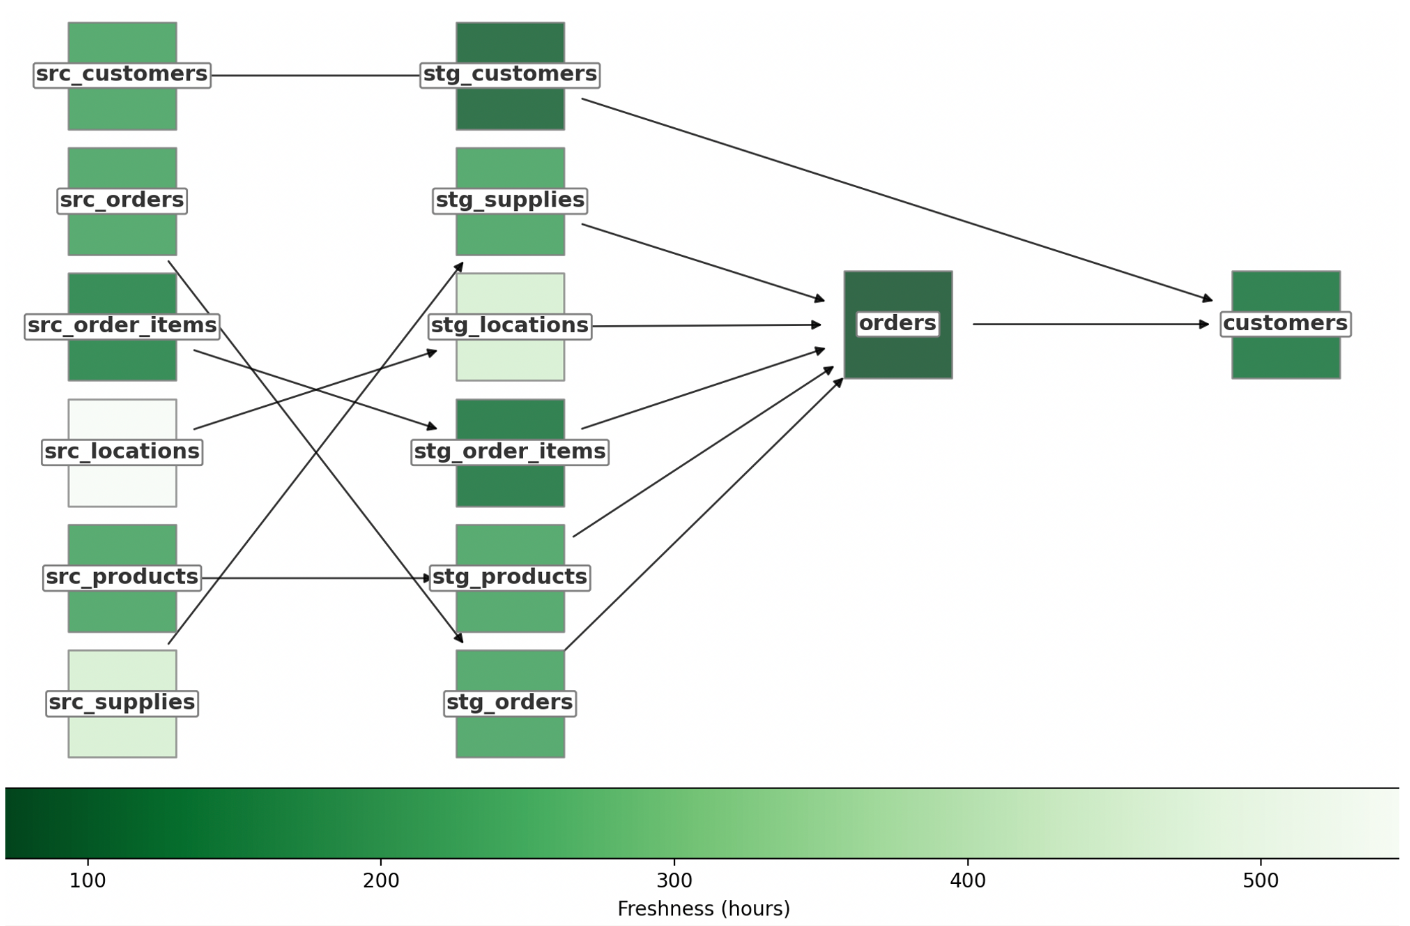 src_customers
src_orders
src_order_items
src_locations
src_products
src_supplies
stg_customers
stg_supplies
stg_locations
stg_order_items
stg_products
stg_orders
orders
customers
100 200 300 400 500
Freshness (hours)